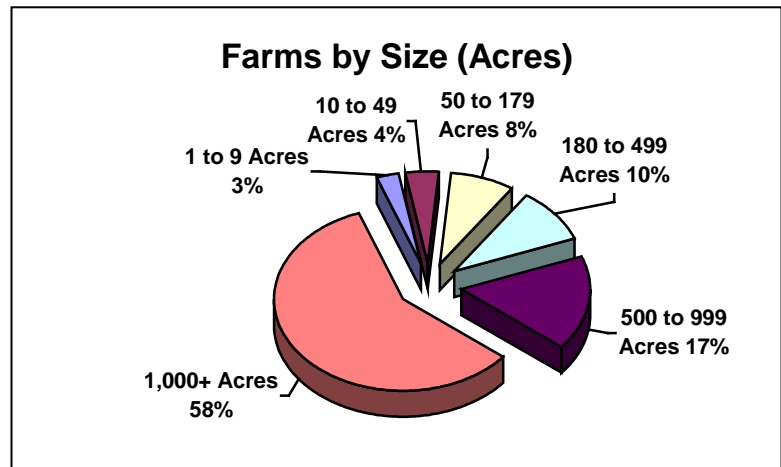 Farms by Size (Acres)
10 to 49
Acres 4%
50 to 179
Acres 8%
1 to 9 Acres
3%
180 to 499
Acres 10%
500 to 999
Acres 17%
1,000+ Acres
58%